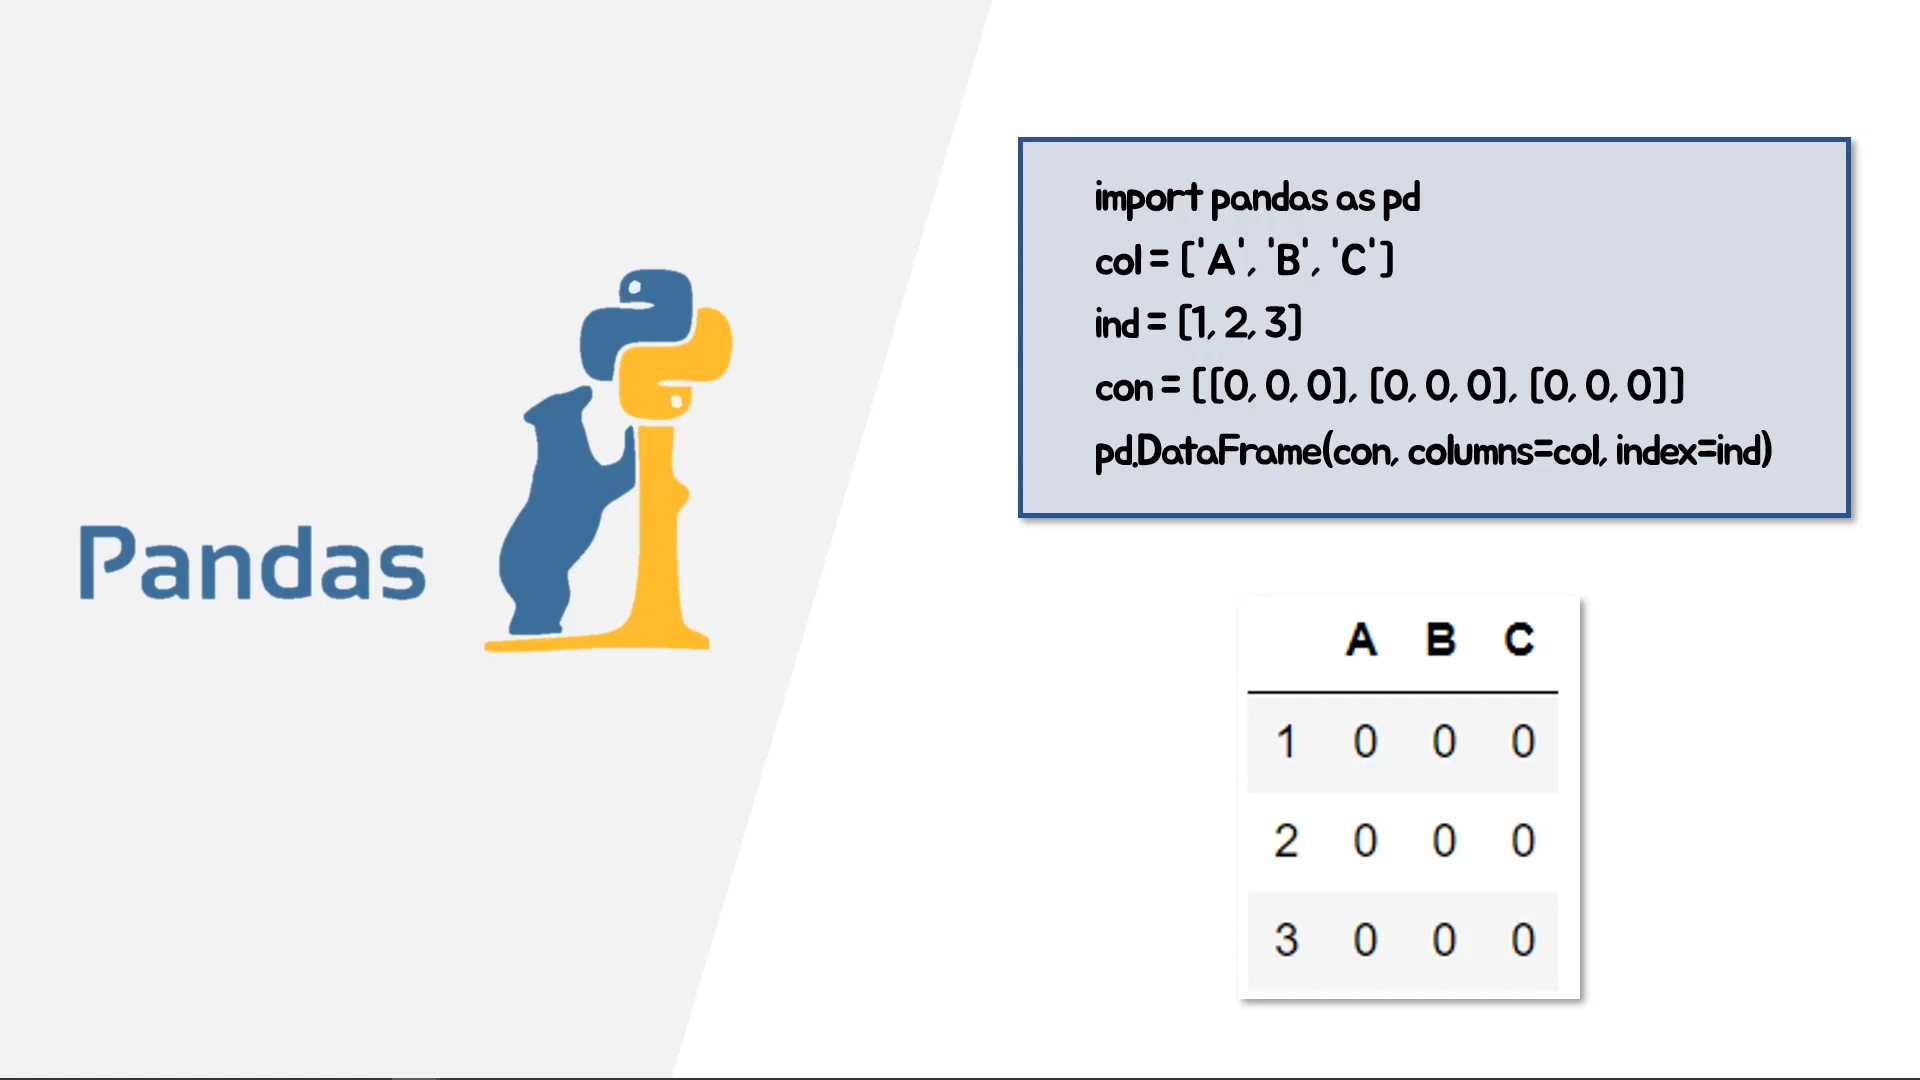 Pandas
import pandas as pd
col = ['A', 'B', 'C']
ind = [1, 2, 3]
con = [[0, 0, 0], [0, 0, 0], [0, 0, 0]]
pd.DataFrame(con, columns=col, index=ind)
A B C
1 0 0 0
2 0 0 0
3 0 0 0